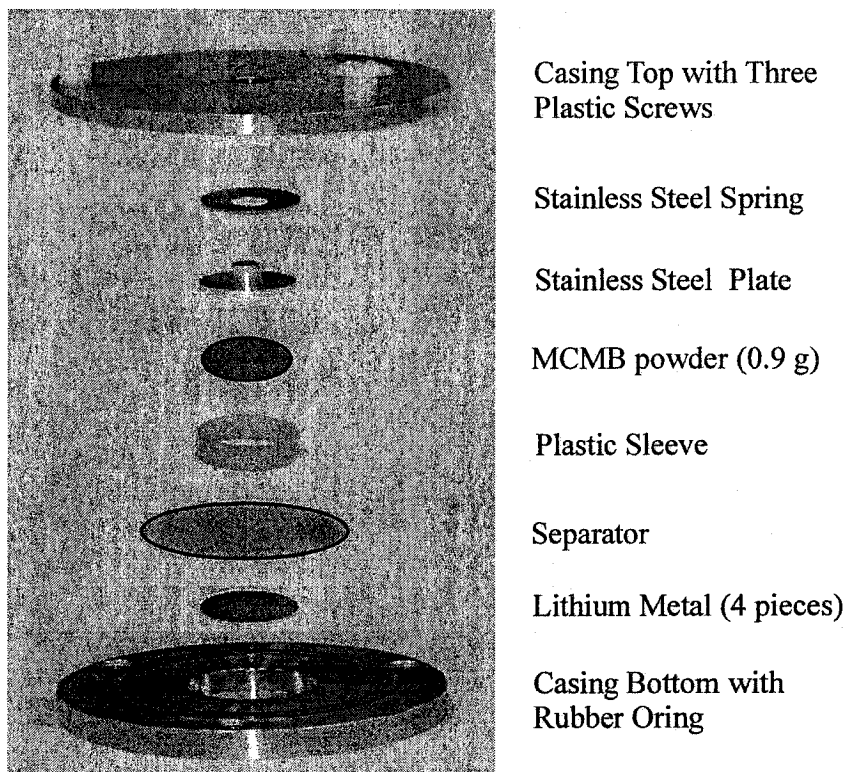 Casing Top with Three
Plastic Screws
Stainless Steel Spring
Stainless Steel Plate
MCMB powder (0.9 g)
Plastic Sleeve
Separator
Lithium Metal (4 pieces)
Casing Bottom with
Rubber Oring